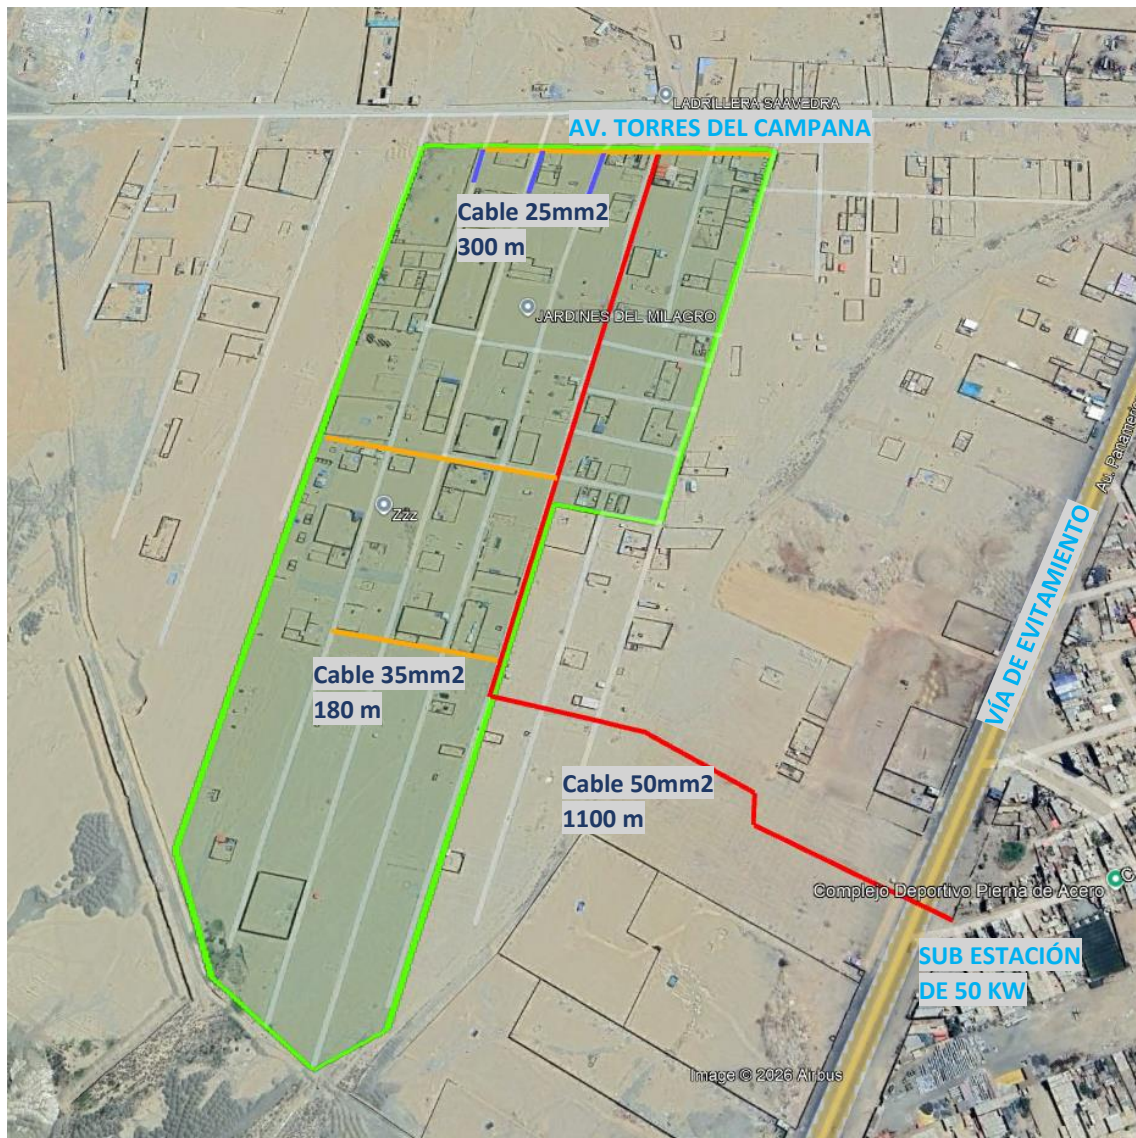 LADRILLERA SAAVEDRA
AV. TORRES DEL CAMPANA
Cable 25mm2
300 m
JARDINES DEL MILAGRO
Av. Paname
Zzz
VÍA DE EVITAMIENTO
Cable 35mm2
180 m
Cable 50mm2
1100 m
Complejo Deportivo Pierna de Acero
C
SUB ESTACIÓN
DE 50 KW
Image © 2026 Airbus